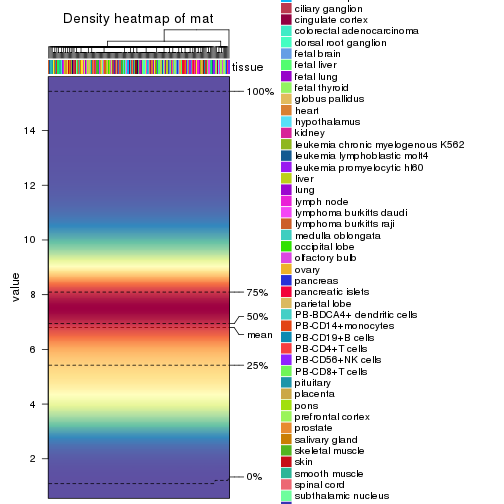 Density heatmap of mat
tissue
100%
75%
50%
mean
25%
0%
value
14
12
10
8
6
4
2
ciliary ganglion
cingulate cortex
colorectal adenocarcinoma
dorsal root ganglion
fetal brain
fetal liver
fetal lung
fetal thyroid
globus pallidus
heart
hypothalamus
kidney
leukemia chronic myelogenous K562
leukemia lymphoblastic molt4
leukemia promyelocytic hl60
liver
lung
lymph node
lymphoma burkitts daudi
lymphoma burkitts raji
medulla oblongata
occipital lobe
olfactory bulb
ovary
pancreas
pancreatic islets
parietal lobe
PB-BDCA4+ dendritic cells
PB-CD14+monocytes
PB-CD19+B cells
PB-CD4+T cells
PB-CD56+NK cells
PB-CD8+T cells
pituitary
placenta
pons
prefrontal cortex
prostate
salivary gland
skeletal muscle
skin
smooth muscle
spinal cord
subthalamic nucleus